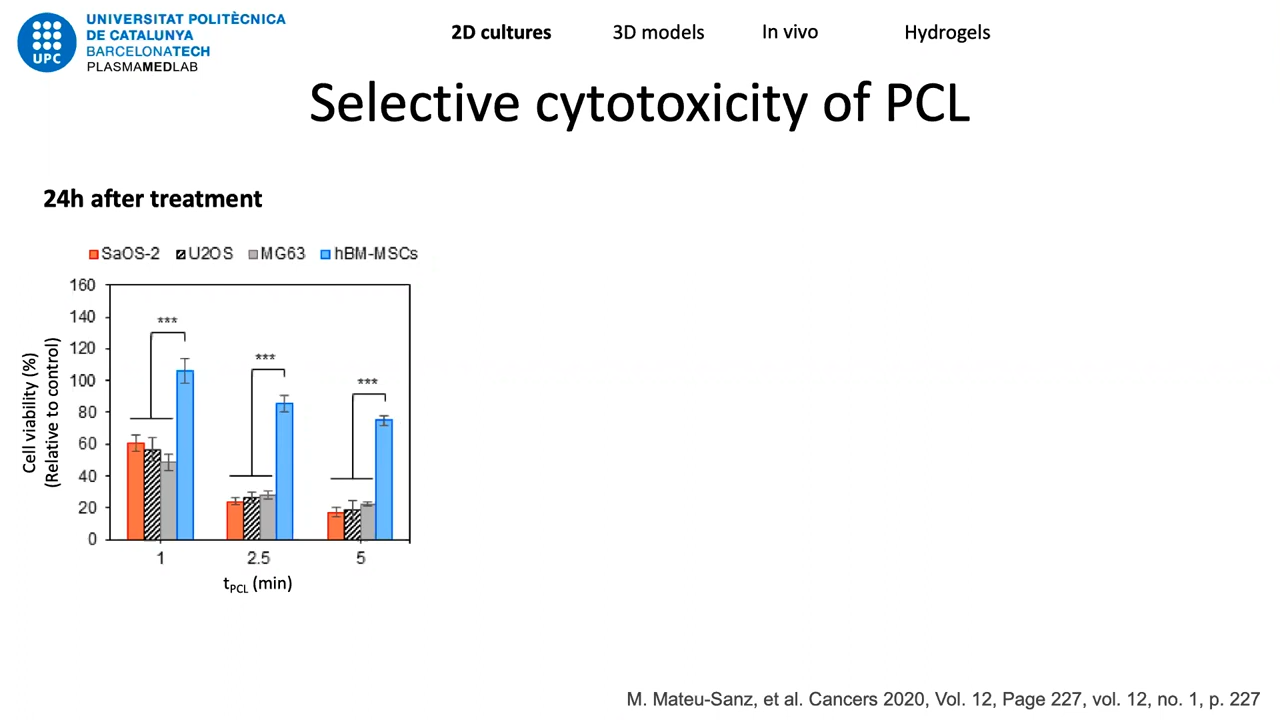 UNIVERSITAT POLITÈCNICA
DE CATALUNYA
BARCELONATECH
PLASMAMEDLAB
UPC
2D cultures 3D models In vivo Hydrogels
Selective cytotoxicity of PCL
24h after treatment
SaOS-2 U2OS MG63 hBM-MSCs
160
140
120
100
80
60
40
20
0
*** *** ***
Cell viability (%)
(Relative to control)
1 2.5 5
tPCL (min)
M. Mateu-Sanz, et al. Cancers 2020, Vol. 12, Page 227, vol. 12, no. 1, p. 227